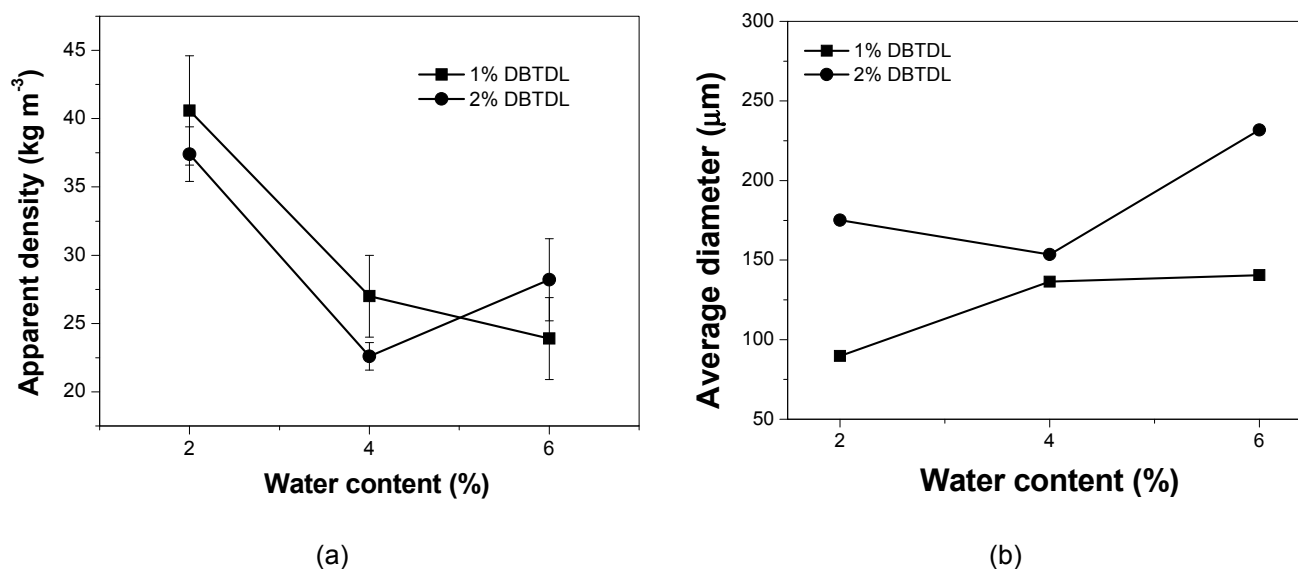 45
40
35
30
25
20
Apparent density (kg m-3)
1% DBTDL
2% DBTDL
2 4 6
Water content (%)
(a)
300
250
200
150
100
50
Average diameter (μm)
1% DBTDL
2% DBTDL
2 4 6
Water content (%)
(b)